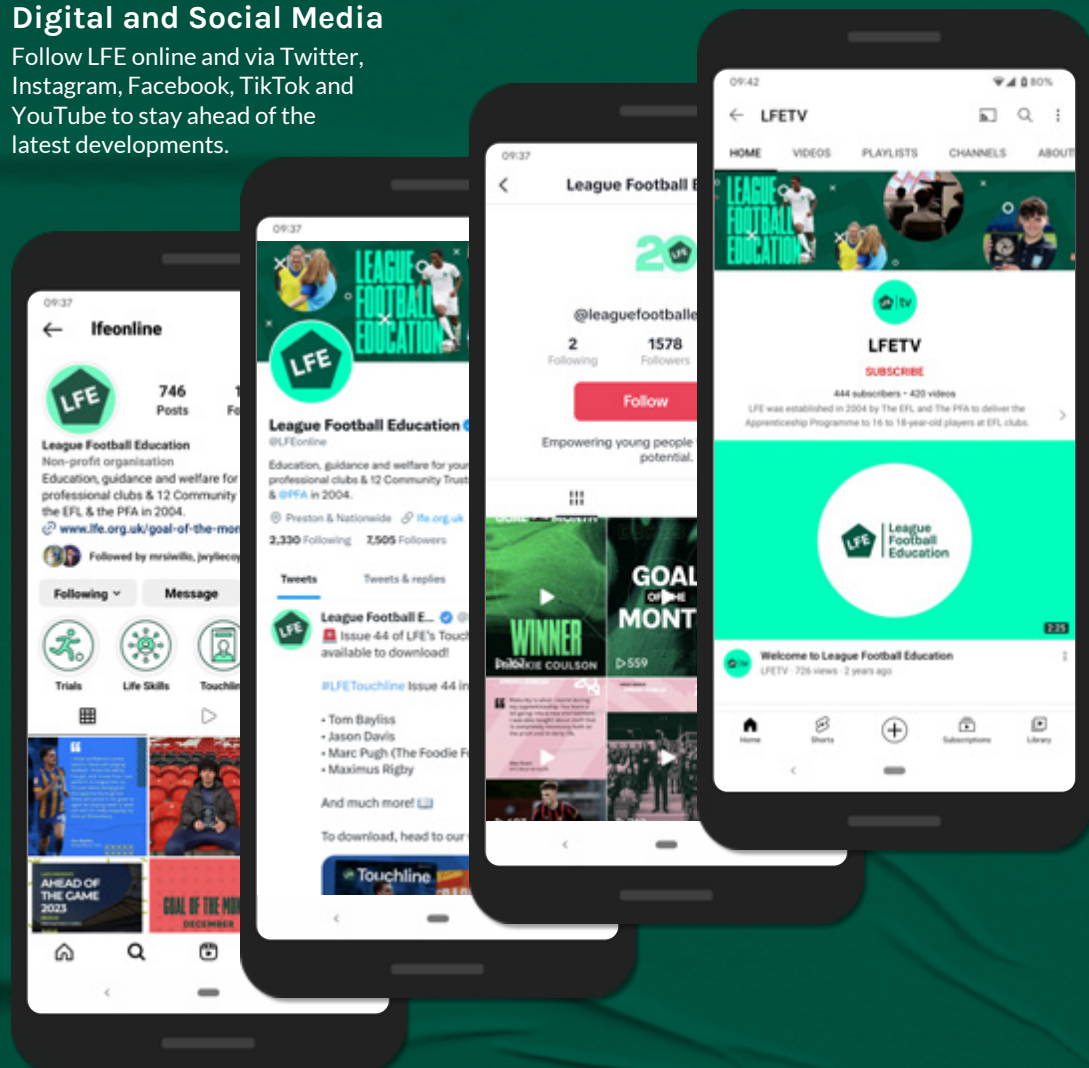 Digital and Social Media
Follow LFE online and via Twitter,
Instagram, Facebook, TikTok and
YouTube to stay ahead of the
latest developments.
09:37
lfeonline
LFE
746
Posts
League Football Education
Non-profit organisation
Education, guidance and welfare for
professional clubs & 12 Community
the EFL & the PFA in 2004.
www.lfe.org.uk/goal-of-the-mon
Followed by mrsiwillo,
Following
Message
Trials
Life Skills
Touchlin
AHEAD OF
THE GAME
2023
GOAL OF THE MON
DECEMBER
09:37
LEAGUE
FOOTBALL
EDUCATION
LFE
League Football Education
@LFEonline
Education, guidance and welfare for your
professional clubs & 12 Community Trust
& @PFA in 2004.
Preston & Nationwide lfe.org.uk
2,330 Following 7,505 Followers
Tweets
Tweets & replies
LFE
League Football E... @
Issue 44 of LFE's Touch
available to download!
#LFETouchline Issue 44 in
• Tom Bayliss
• Jason Davis
• Marc Pugh (The Foodie Fo
• Maximus Rigby
And much more!
To download, head to our
Touchline
09:37
League Football E
20
LFE
@leaguefootballe
2
1578
Following
Followers
Follow
Empowering young people
potential.
WINNER
KIE COULSON
GOAL
OF THE
MONT
559
09:42
80%
LFETV
HOME
VIDEOS
PLAYLISTS
CHANNELS
ABOUT
LEAGUE
FOOTBALL
EDUCATION
tv
LFETV
SUBSCRIBE
444 subscribers • 420 videos
LFE was established in 2004 by The EFL and The PFA to deliver the
Apprenticeship Programme to 16 to 18-year-old players at EFL clubs.
LFE
League
Football
Education
2:25
Welcome to League Football Education
LFETV · 726 views · 2 years ago
Home
Shorts
Subscriptions
Library